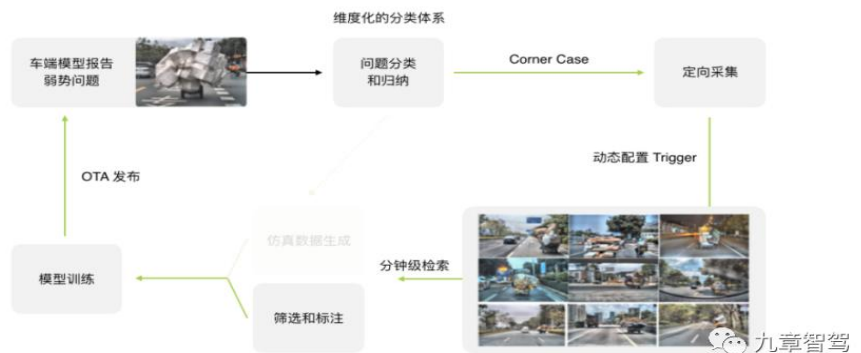 维度化的分类体系
车端模型报告
弱势问题
问题分类
和归纳
Corner Case
定向采集
动态配置 Trigger
OTA 发布
仿真数据生成
分钟级检索
模型训练
筛选和标注
九章智驾